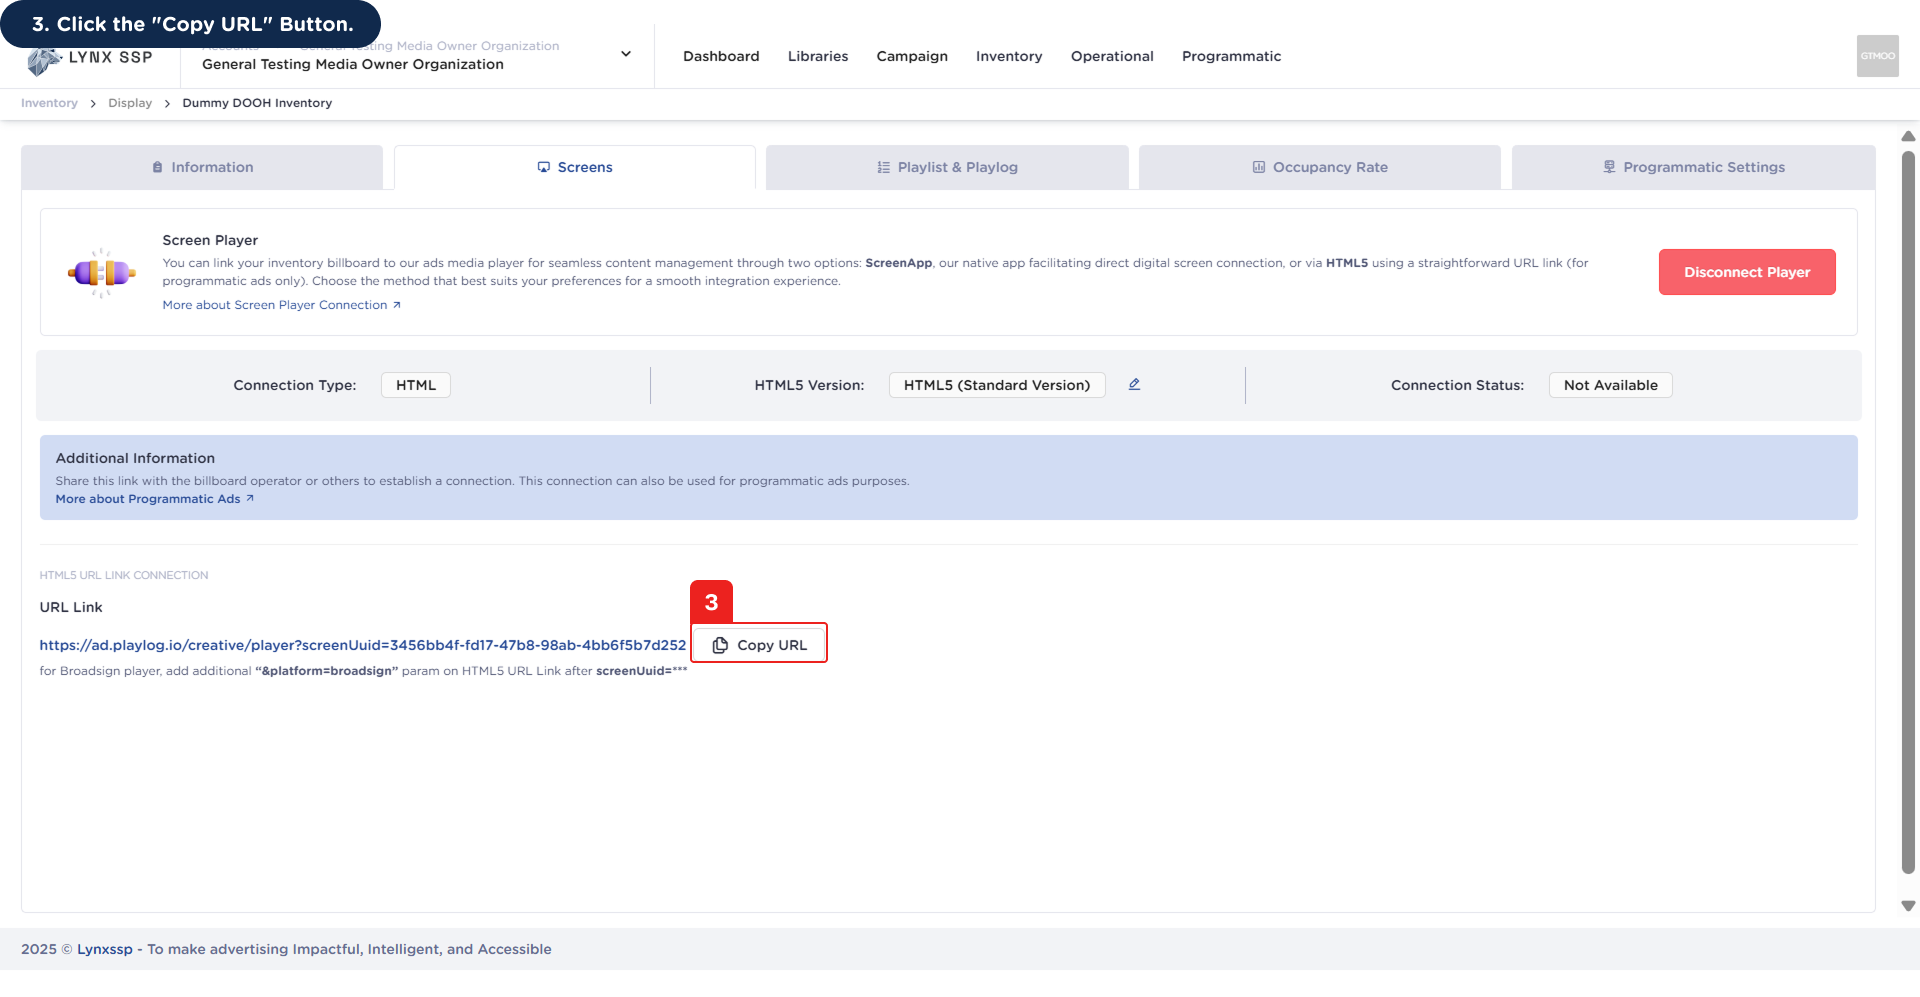 3. Click the "Copy URL" Button.
LYNX SSP
General Testing Media Owner Organization
General Testing Media Owner Organization
Dashboard
Libraries
Campaign
Inventory
Operational
Programmatic
GTMOO
Inventory > Display > Dummy DOOH Inventory
Information
Screens
Playlist & Playlog
Occupancy Rate
Programmatic Settings
Screen Player
You can link your inventory billboard to our ads media player for seamless content management through two options: ScreenApp, our native app facilitating direct digital screen connection, or via HTML5 using a straightforward URL link (for
programmatic ads only). Choose the method that best suits your preferences for a smooth integration experience.
More about Screen Player Connection
Disconnect Player
Connection Type: HTML
HTML5 Version: HTML5 (Standard Version)
Connection Status: Not Available
Additional Information
Share this link with the billboard operator or others to establish a connection. This connection can also be used for programmatic ads purposes.
More about Programmatic Ads
HTML5 URL LINK CONNECTION
URL Link
3
https://ad.playlog.io/creative/player?screenUuid=3456bb4f-fd17-47b8-98ab-4bb6f5b7d252
Copy URL
for Broadsign player, add additional “&platform=broadsign” param on HTML5 URL Link after screenUuid=***
2025 © Lynxssp - To make advertising Impactful, Intelligent, and Accessible